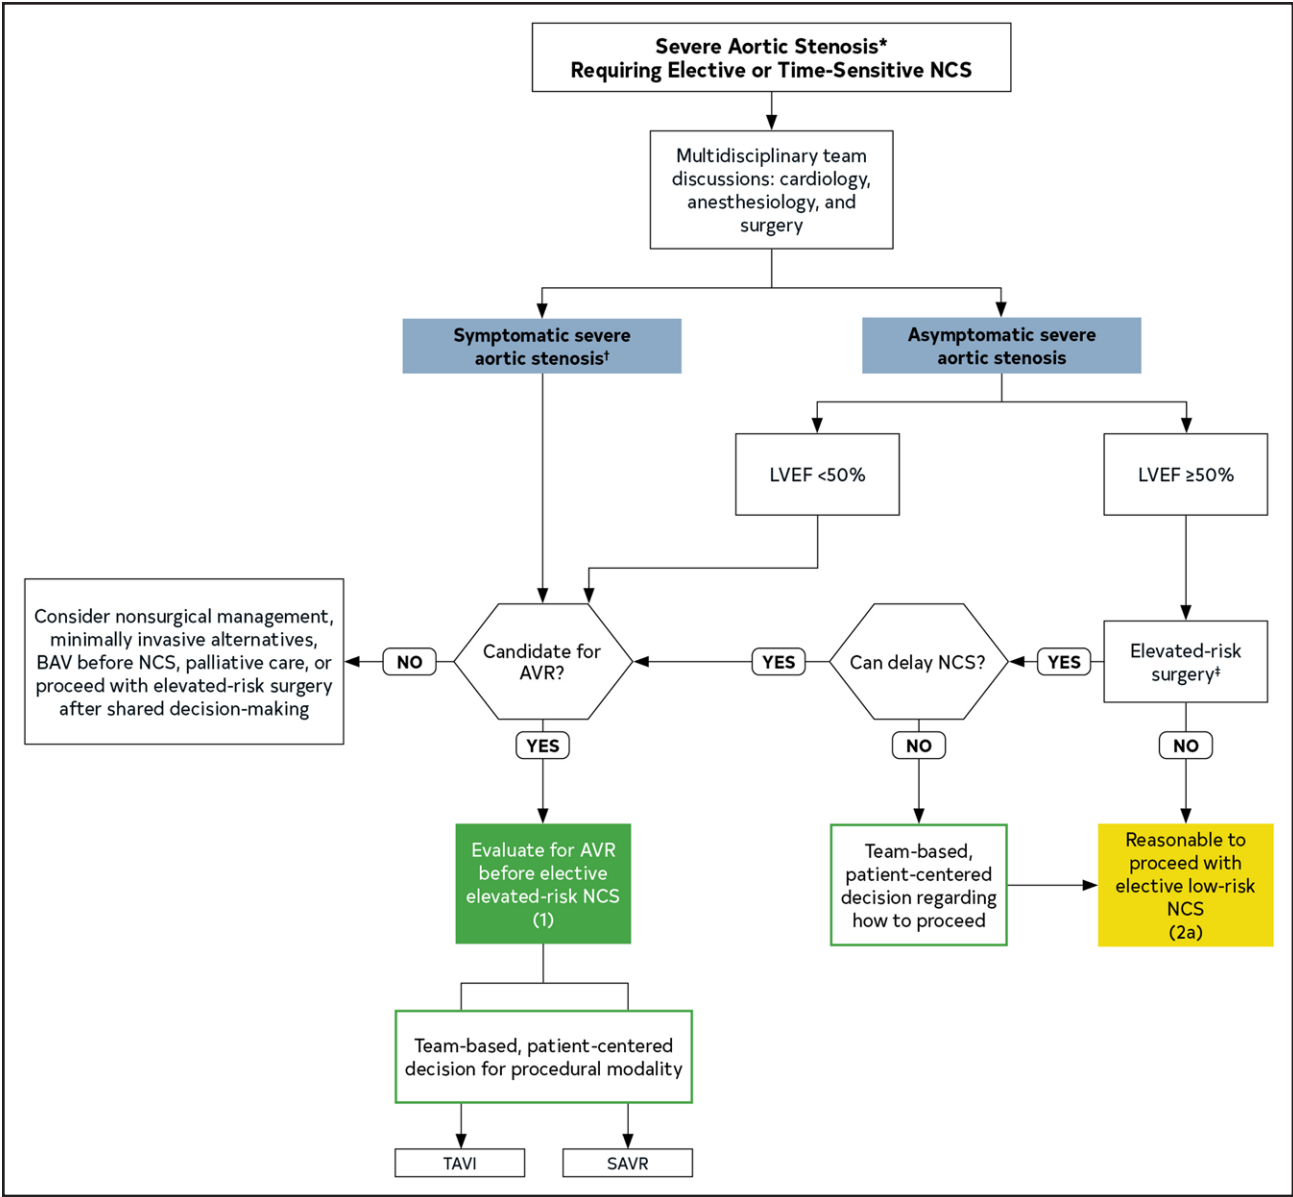 Severe Aortic Stenosis*
Requiring Elective or Time-Sensitive NCS
Multidisciplinary team
discussions: cardiology,
anesthesiology, and
surgery
Symptomatic severe
aortic stenosis†
Asymptomatic severe
aortic stenosis
LVEF <50%
LVEF ≥50%
Consider nonsurgical management,
minimally invasive alternatives,
BAV before NCS, palliative care, or
proceed with elevated-risk surgery
after shared decision-making
NO
Candidate for
AVR?
YES
Can delay NCS?
YES
Elevated-risk
surgery‡
YES
NO
NO
Evaluate for AVR
before elective
elevated-risk NCS
(1)
Team-based,
patient-centered
decision regarding
how to proceed
Reasonable to
proceed with
elective low-risk
NCS
(2a)
Team-based, patient-centered
decision for procedural modality
TAVI
SAVR